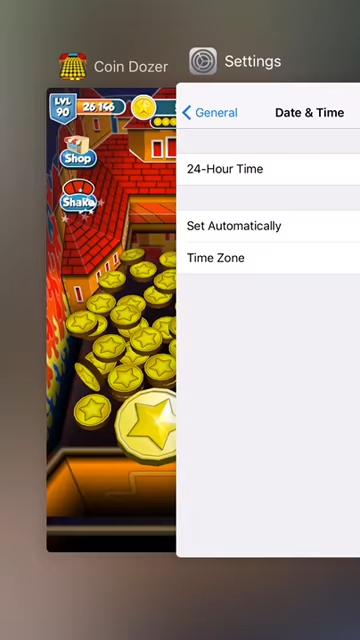 Coin Dozer
Settings
LVL
90
26 146
Shop
Shake
General
Date & Time
24-Hour Time
Set Automatically
Time Zone